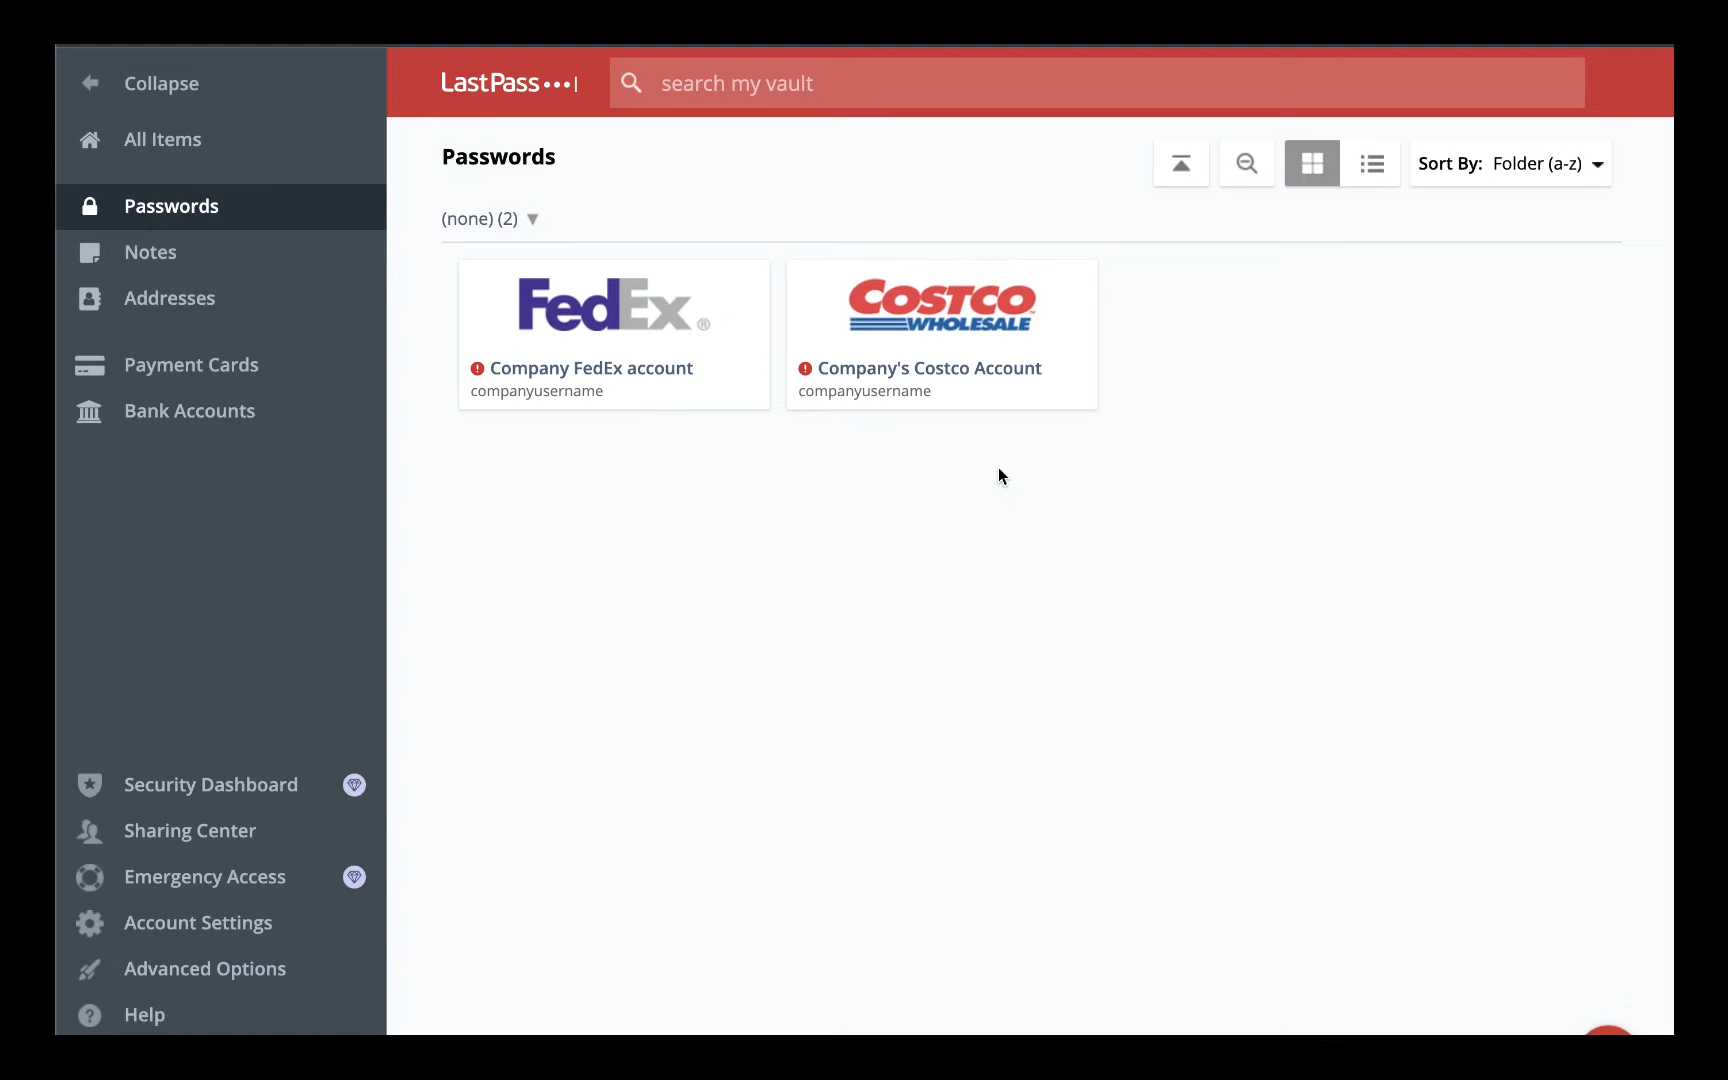 Collapse
All Items
Passwords
Notes
Addresses
Payment Cards
Bank Accounts
Security Dashboard
Sharing Center
Emergency Access
Account Settings
Advanced Options
Help
LastPass•••|
search my vault
Passwords
Sort By: Folder (a-z)
(none) (2)
FedEx®
Company FedEx account
companyusername
COSTCO
WHOLESALE
Company's Costco Account
companyusername